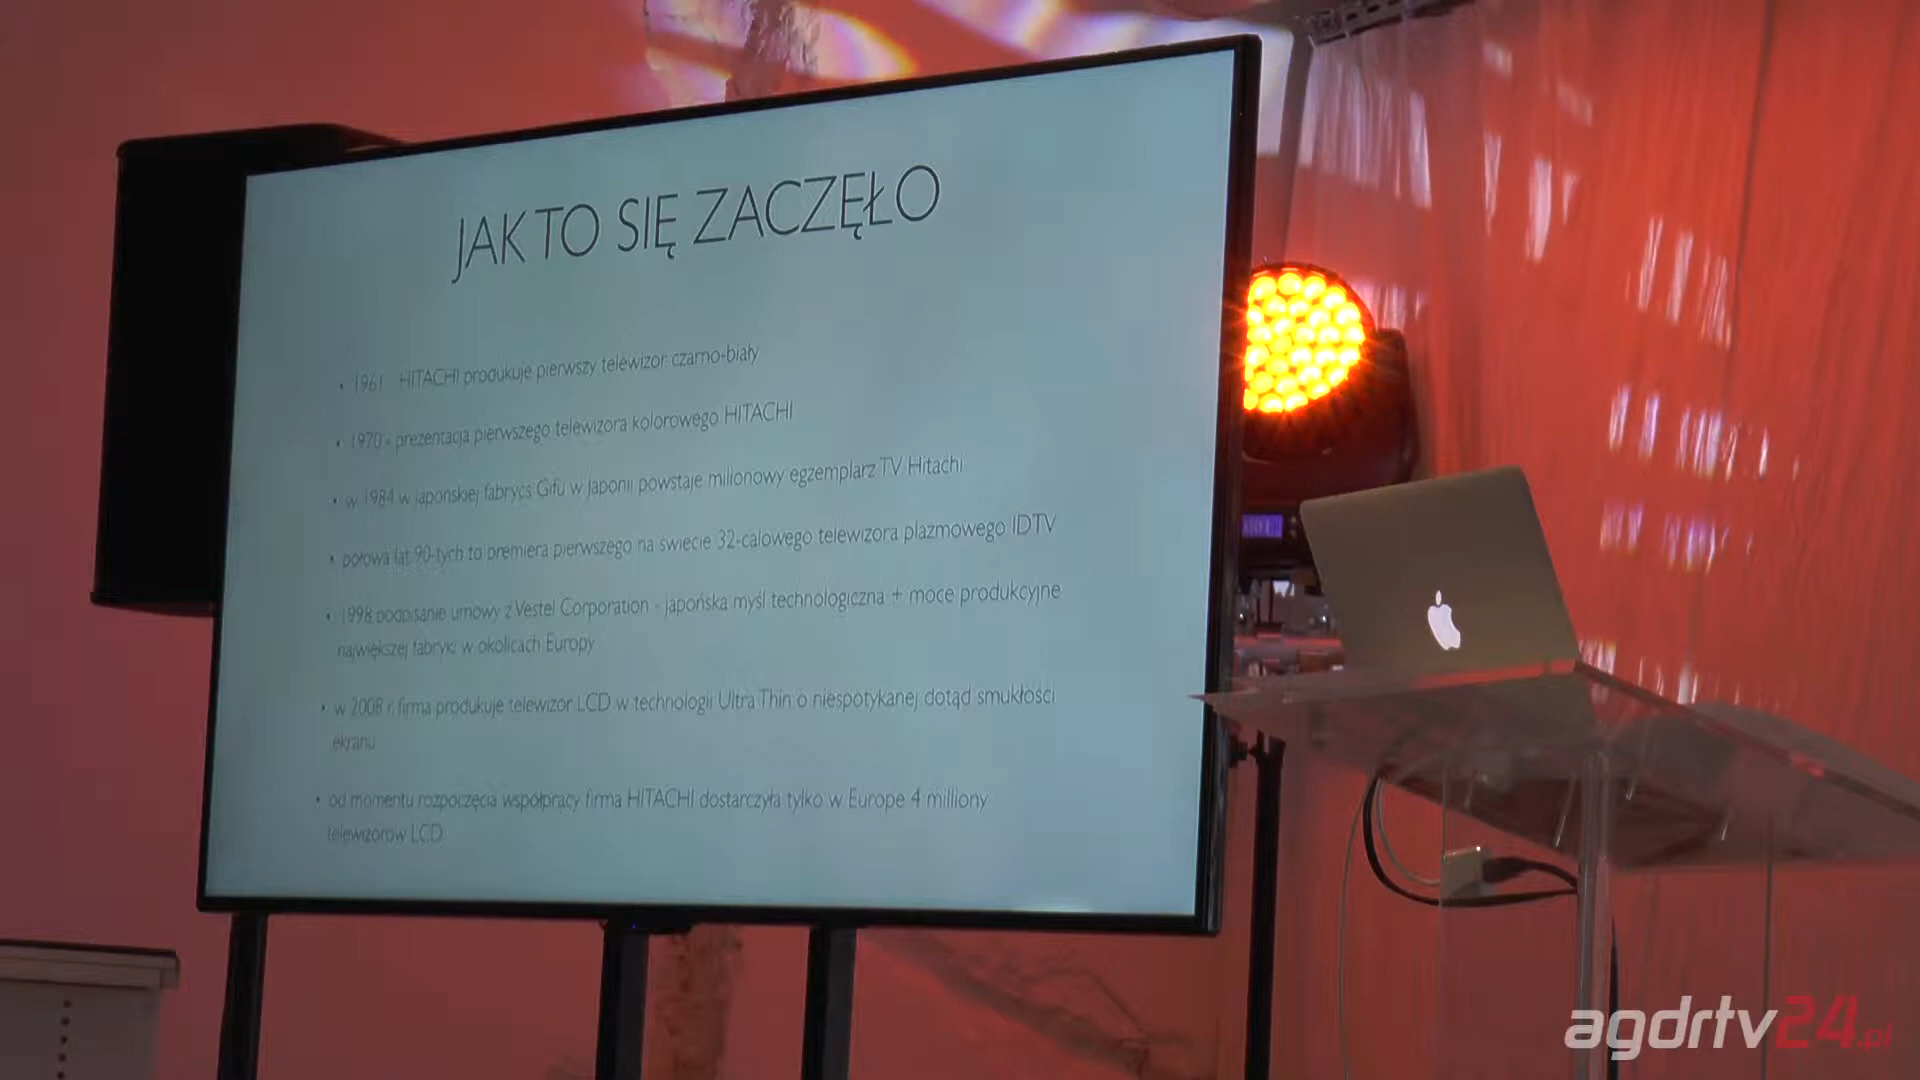 JAK TO SIĘ ZACZĘŁO
• 1961 HITACHI produkuje pierwszy telewizor czarno-biały
• 1970 - prezentacja pierwszego telewizora kolorowego HITACHI
• w 1984 w japońskiej fabryce Gifu w Japonii powstaje milionowy egzemplarz TV Hitachi
• połowa lat 90-tych to premiera pierwszego na świecie 32-calowego telewizora plazmowego IDTV
• 1998 podpisanie umowy z Vestel Corporation - japońska myśl technologiczna + moce produkcyjne
największej fabryki w okolicach Europy
• w 2008 r. firma produkuje telewizor LCD w technologii Ultra Thin o niespotykanej dotąd smukłości
ekranu
• od momentu rozpoczęcia współpracy firma HITACHI dostarczyła tylko w Europe 4 milliony
telewizorów LCD
agdrtv24.pl